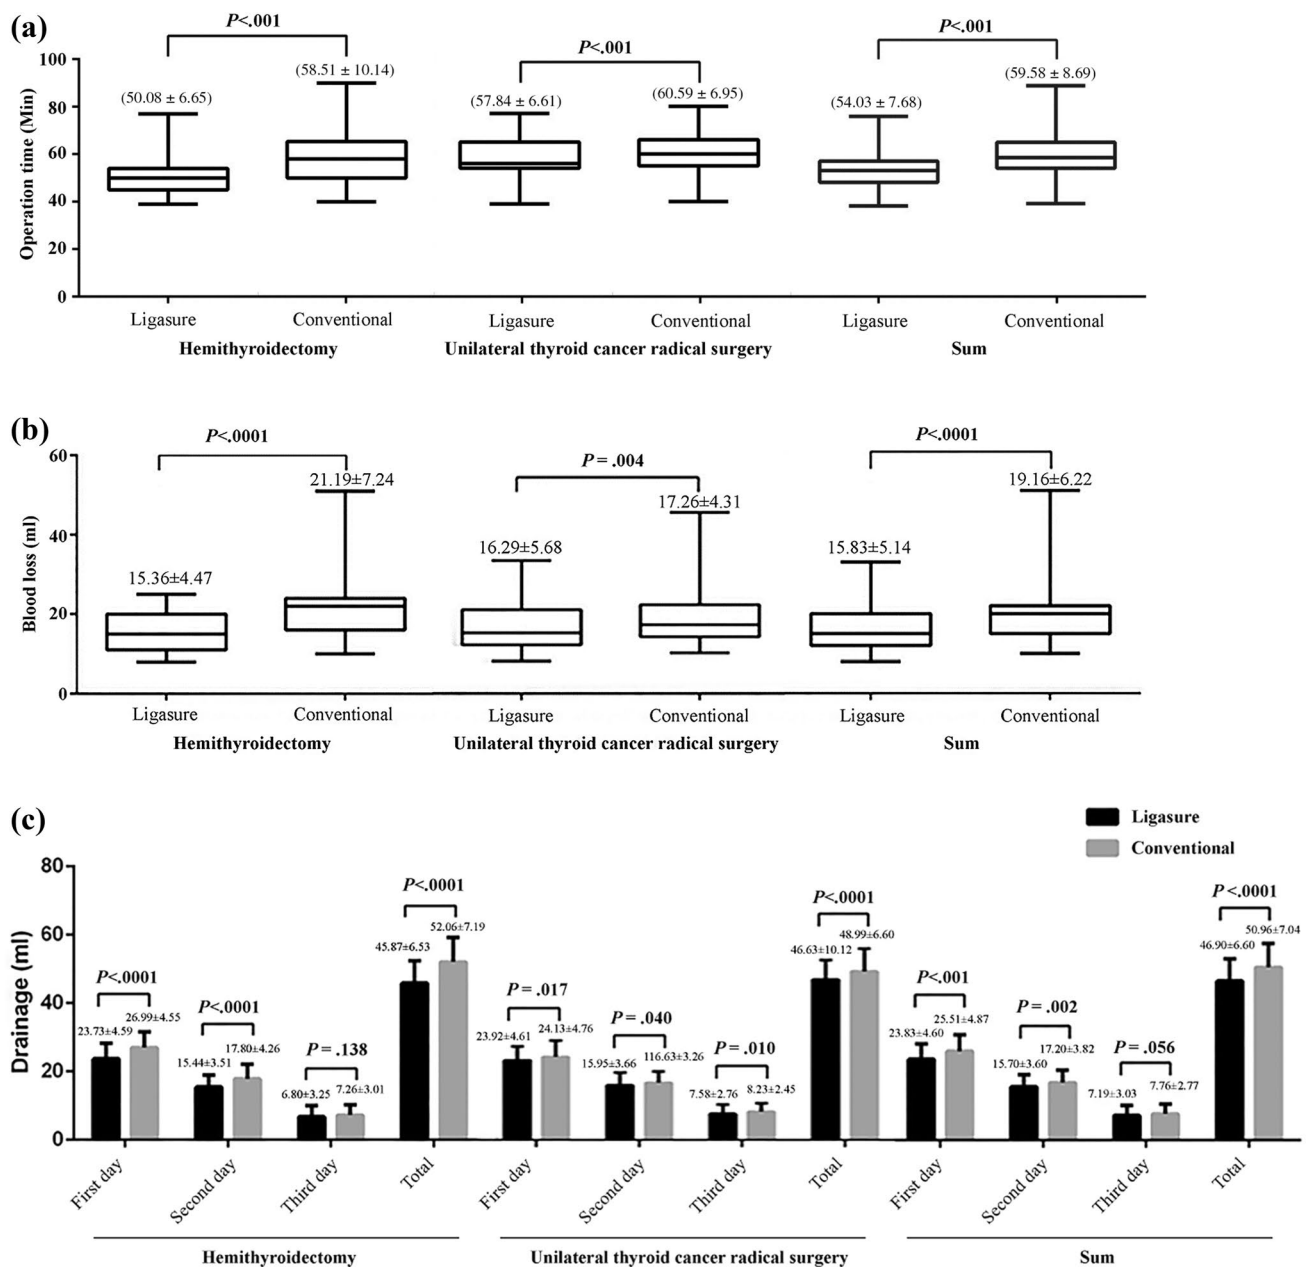 (a)
P<.001
P<.001
P<.001
(50.08 ± 6.65)
(58.51 ± 10.14)
(57.84 ± 6.61)
(60.59 ± 6.95)
(54.03 ± 7.68)
(59.58 ± 8.69)
Operation time (Min)
100
80
60
40
20
0
Ligasure Conventional Ligasure Conventional Ligasure Conventional
Hemithyroidectomy Unilateral thyroid cancer radical surgery Sum
(b)
P<.0001
P = .004
P<.0001
15.36±4.47
21.19±7.24
16.29±5.68
17.26±4.31
15.83±5.14
19.16±6.22
Blood loss (ml)
60
40
20
0
Ligasure Conventional Ligasure Conventional Ligasure Conventional
Hemithyroidectomy Unilateral thyroid cancer radical surgery Sum
(c)
Ligasure
Conventional
Drainage (ml)
80
60
40
20
0
P<.0001
23.73±4.59
26.99±4.55
P<.0001
15.44±3.51
17.80±4.26
P = .138
6.80±3.25
7.26±3.01
P<.0001
45.87±6.53
52.06±7.19
P = .017
23.92±4.61
24.13±4.76
P = .040
15.95±3.66
116.63±3.26
P = .010
7.58±2.76
8.23±2.45
P<.0001
46.63±10.12
48.99±6.60
P<.001
23.83±4.60
25.51±4.87
P = .002
15.70±3.60
17.20±3.82
P = .056
7.19±3.03
7.76±2.77
P<.0001
46.90±6.60
50.96±7.04
First day Second day Third day Total First day Second day Third day Total First day Second day Third day Total
Hemithyroidectomy Unilateral thyroid cancer radical surgery Sum